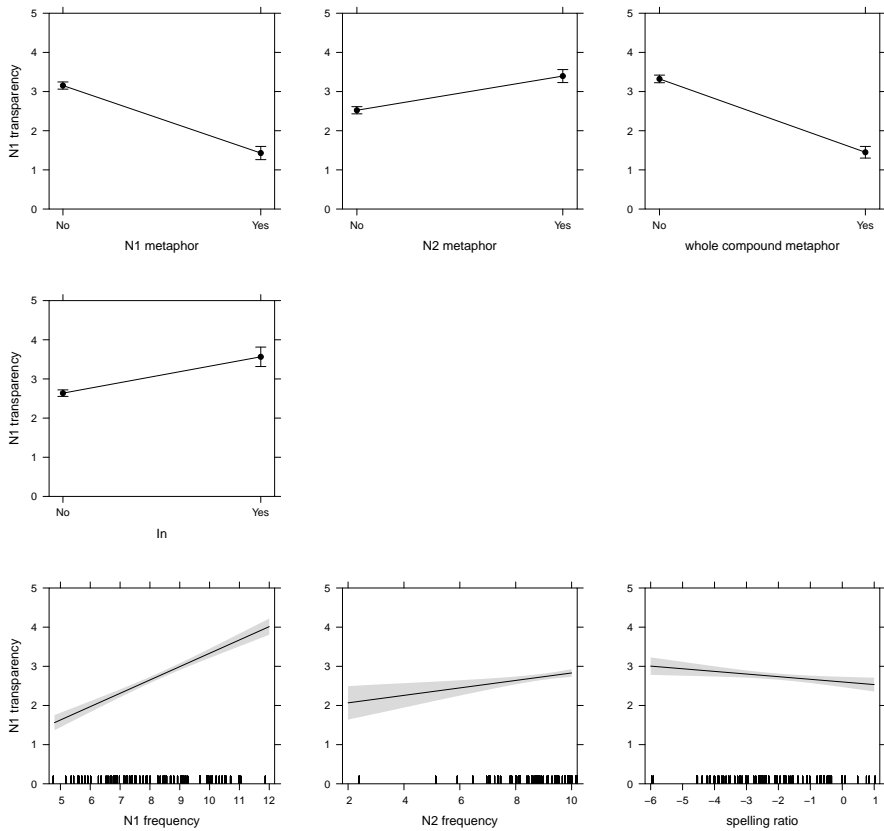 5 5 5
4 4 4
3 3 3
2 2 2
1 1 1
0 0 0
N1 transparency
No Yes No Yes No Yes
N1 metaphor N2 metaphor whole compound metaphor
5
4
3
2
1
0
N1 transparency
No Yes
In
5 5 5
4 4 4
3 3 3
2 2 2
1 1 1
0 0 0
N1 transparency
5 6 7 8 9 10 11 12 2 4 6 8 10 −6 −5 −4 −3 −2 −1 0 1
N1 frequency N2 frequency spelling ratio